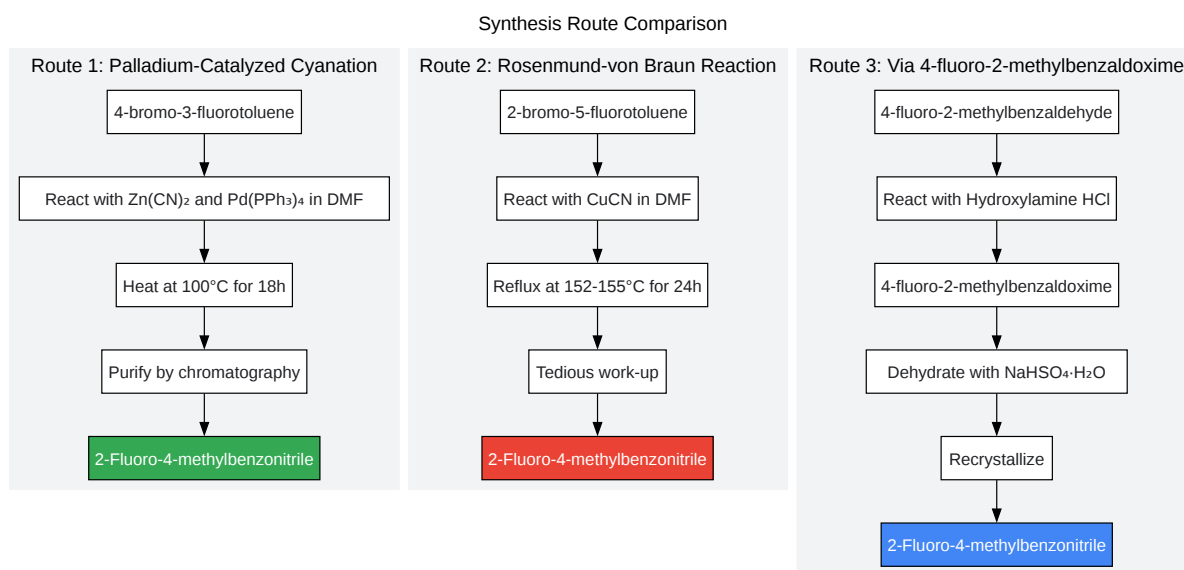 Synthesis Route Comparison
Route 1: Palladium-Catalyzed Cyanation
4-bromo-3-fluorotoluene
React with Zn(CN)₂ and Pd(PPh₃)₄ in DMF
Heat at 100°C for 18h
Purify by chromatography
2-Fluoro-4-methylbenzonitrile
Route 2: Rosenmund-von Braun Reaction
2-bromo-5-fluorotoluene
React with CuCN in DMF
Reflux at 152-155°C for 24h
Tedious work-up
2-Fluoro-4-methylbenzonitrile
Route 3: Via 4-fluoro-2-methylbenzaldoxime
4-fluoro-2-methylbenzaldehyde
React with Hydroxylamine HCl
4-fluoro-2-methylbenzaldoxime
Dehydrate with NaHSO₄·H₂O
Recrystallize
2-Fluoro-4-methylbenzonitrile